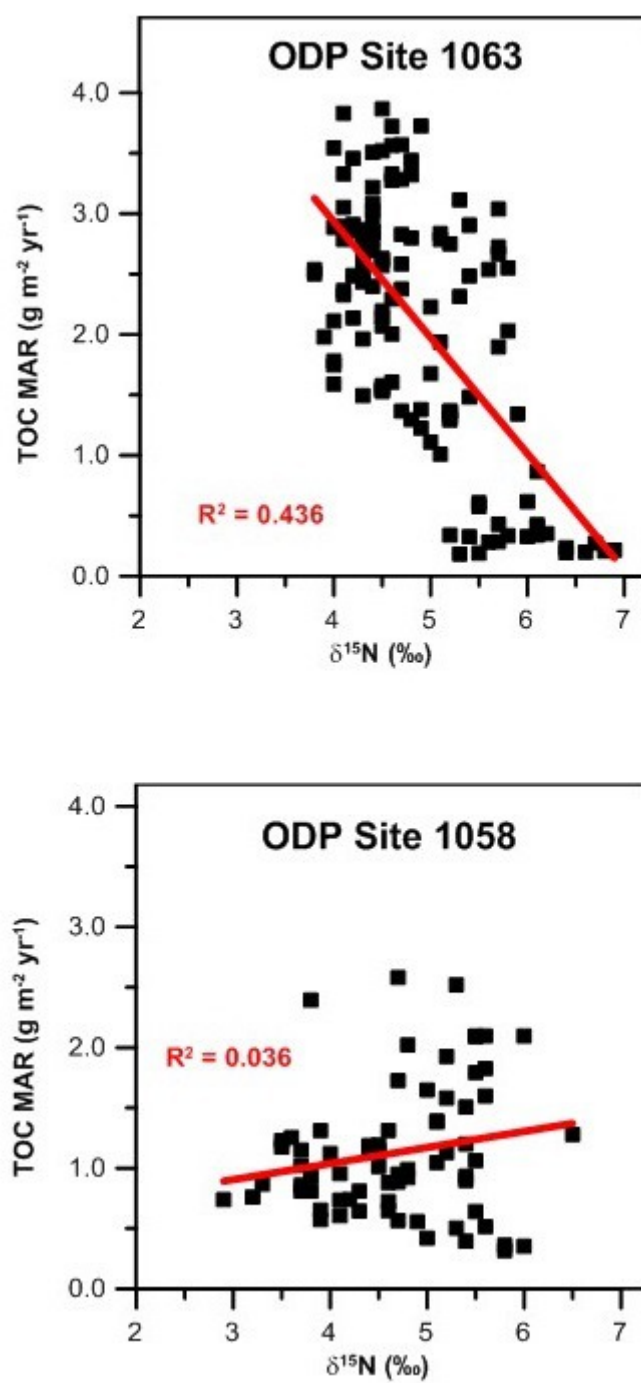 ODP Site 1063
4.0
3.0
2.0
1.0
0.0
TOC MAR (g m⁻² yr⁻¹)
R² = 0.436
2 3 4 5 6 7
δ¹⁵N (‰)
ODP Site 1058
4.0
3.0
2.0
1.0
0.0
TOC MAR (g m⁻² yr⁻¹)
R² = 0.036
2 3 4 5 6 7
δ¹⁵N (‰)